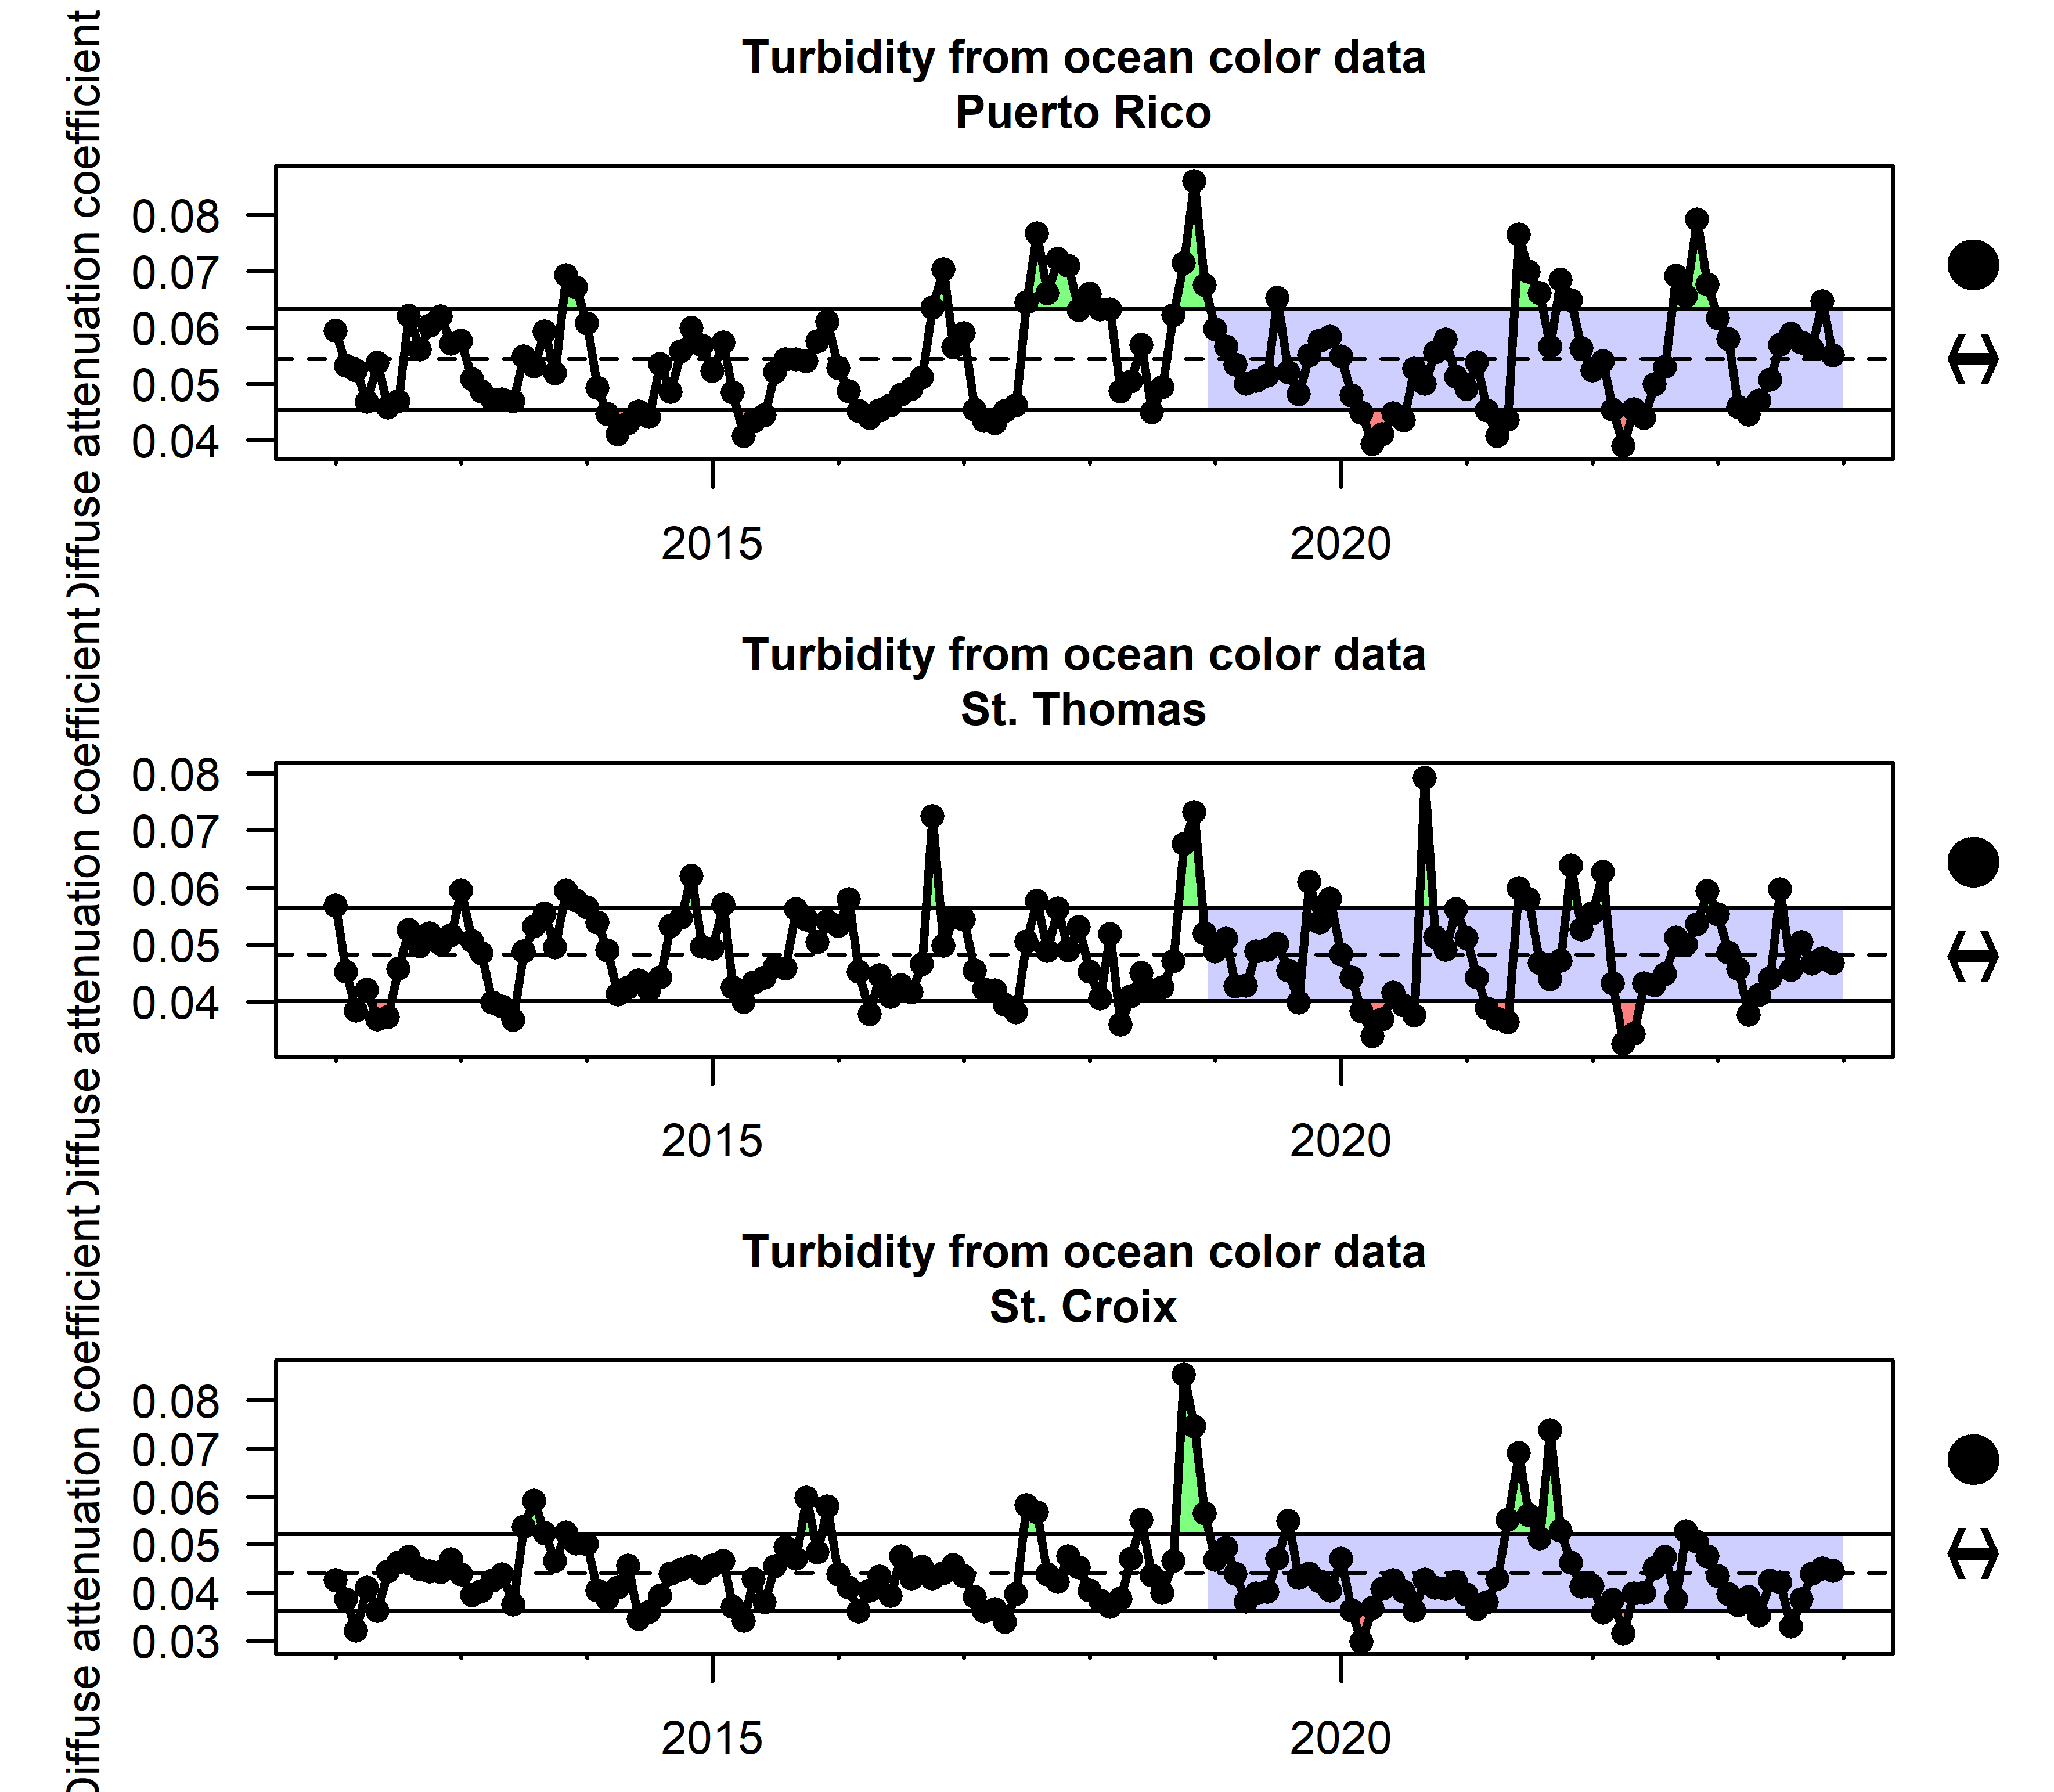 Turbidity from ocean color data
Puerto Rico
Diffuse attenuation coefficient
0.08
0.07
0.06
0.05
0.04
2015
2020
Turbidity from ocean color data
St. Thomas
Diffuse attenuation coefficient
0.08
0.07
0.06
0.05
0.04
2015
2020
Turbidity from ocean color data
St. Croix
Diffuse attenuation coefficient
0.08
0.07
0.06
0.05
0.04
0.03
2015
2020